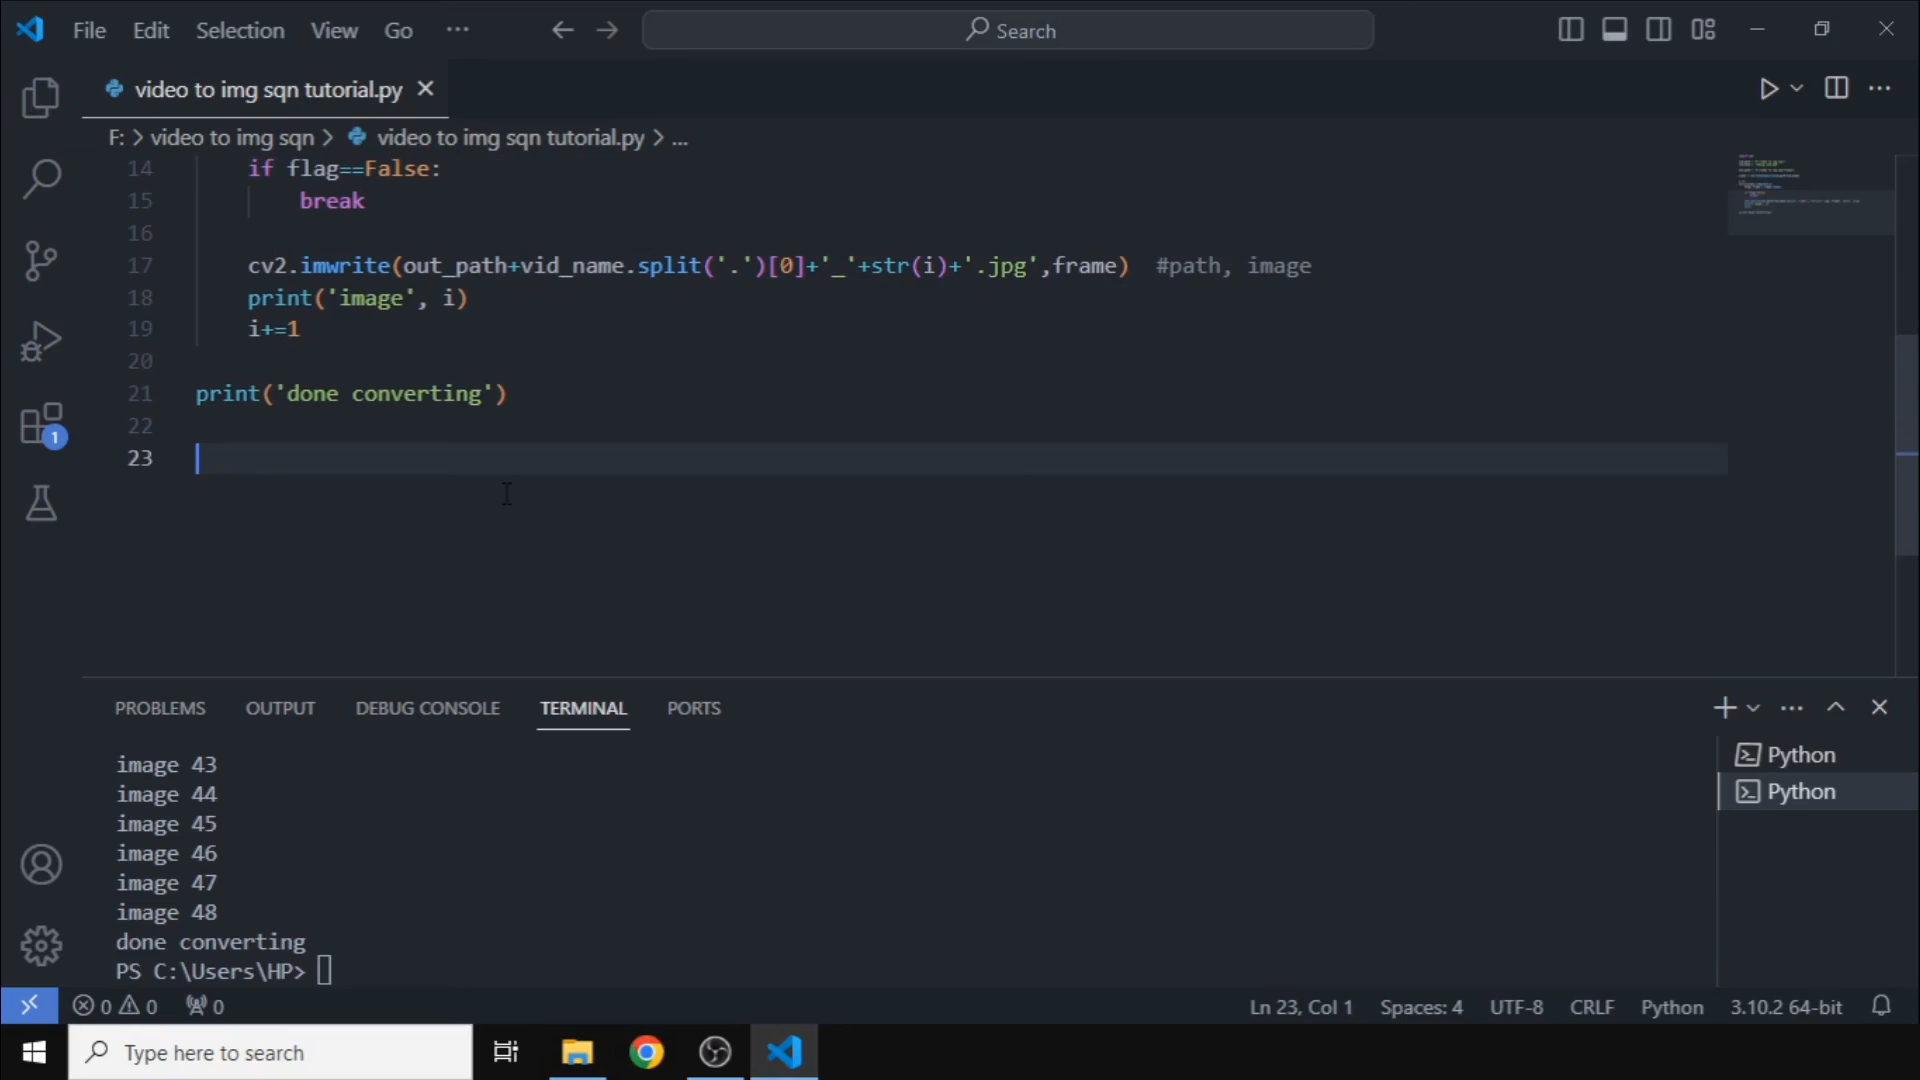 File Edit Selection View Go ··· Search
video to img sqn tutorial.py
F: > video to img sqn > video to img sqn tutorial.py > ...
14 if flag==False:
15 break
16
17 cv2.imwrite(out_path+vid_name.split('.')[0]+'_'+str(i)+'.jpg',frame) #path, image
18 print('image', i)
19 i+=1
20
21 print('done converting')
22
23
1
PROBLEMS OUTPUT DEBUG CONSOLE TERMINAL PORTS
image 43
image 44
image 45
image 46
image 47
image 48
done converting
PS C:\Users\HP>
Python
Python
0 0 0 Ln 23, Col 1 Spaces: 4 UTF-8 CRLF Python 3.10.2 64-bit
Type here to search